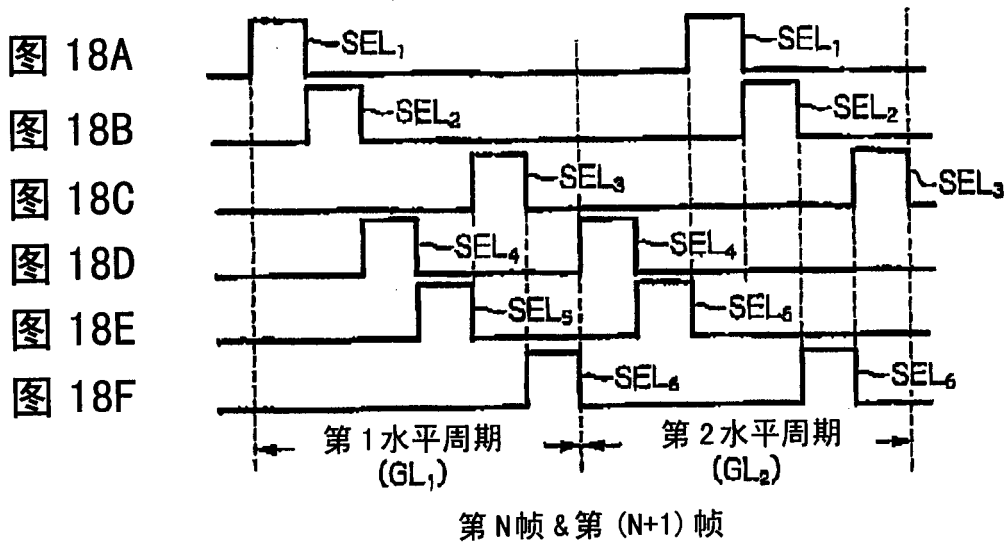 图 18A SEL₁ SEL₁
图 18B SEL₂ SEL₂
图 18C SEL₃ SEL₃
图 18D SEL₄ SEL₄
图 18E SEL₅ SEL₅
图 18F SEL₆ SEL₆
第1水平周期 第2水平周期
(GL₁) (GL₂)
第N帧&第(N+1)帧